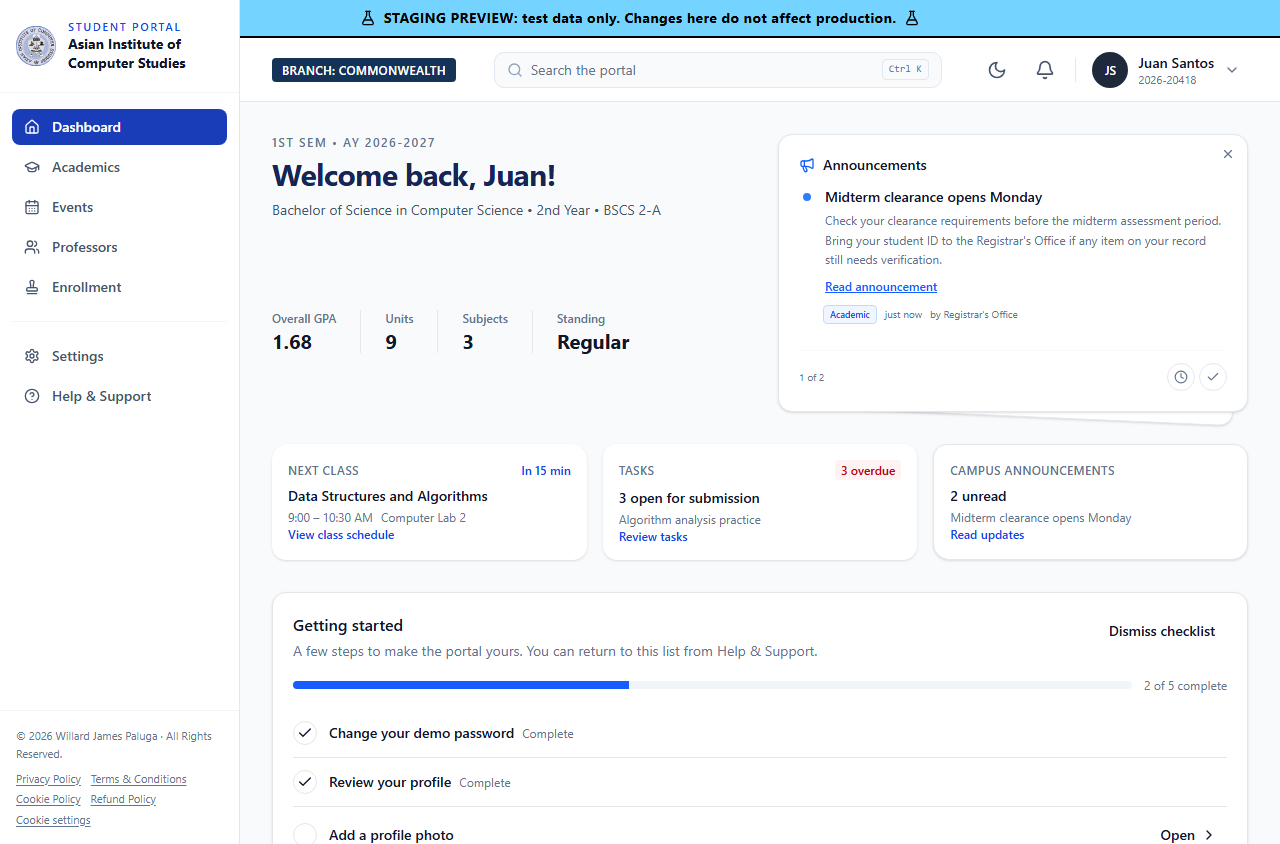 STUDENT PORTAL
Asian Institute of
Computer Studies
Dashboard
Academics
Events
Professors
Enrollment
Settings
Help & Support
© 2026 Willard James Paluga · All Rights
Reserved.
Privacy Policy Terms & Conditions
Cookie Policy Refund Policy
Cookie settings
STAGING PREVIEW: test data only. Changes here do not affect production.
BRANCH: COMMONWEALTH
Search the portal
Ctrl K
JS
Juan Santos
2026-20418
1ST SEM • AY 2026-2027
Welcome back, Juan!
Bachelor of Science in Computer Science • 2nd Year • BSCS 2-A
Overall GPA
1.68
Units
9
Subjects
3
Standing
Regular
Announcements
Midterm clearance opens Monday
Check your clearance requirements before the midterm assessment period.
Bring your student ID to the Registrar's Office if any item on your record
still needs verification.
Read announcement
Academic just now by Registrar's Office
1 of 2
NEXT CLASS
In 15 min
Data Structures and Algorithms
9:00 – 10:30 AM Computer Lab 2
View class schedule
TASKS
3 overdue
3 open for submission
Algorithm analysis practice
Review tasks
CAMPUS ANNOUNCEMENTS
2 unread
Midterm clearance opens Monday
Read updates
Getting started
Dismiss checklist
A few steps to make the portal yours. You can return to this list from Help & Support.
2 of 5 complete
Change your demo password Complete
Review your profile Complete
Add a profile photo
Open